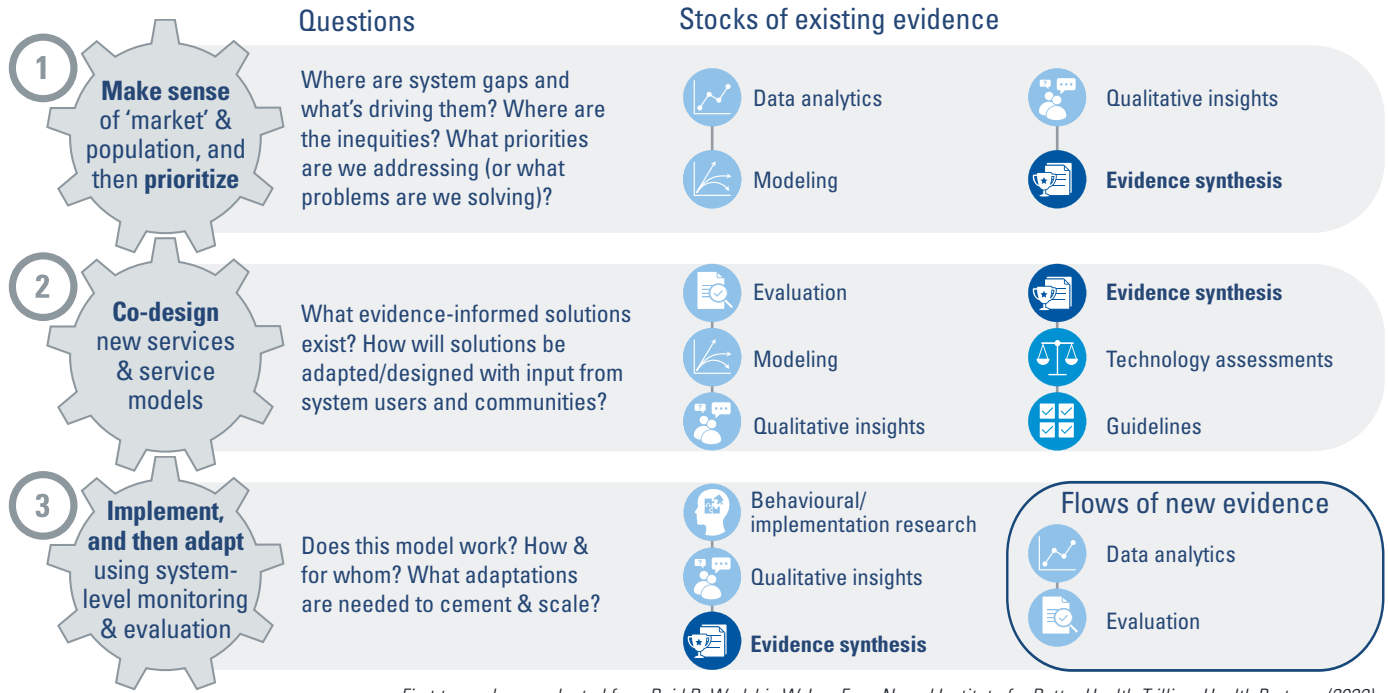 Questions
Stocks of existing evidence
1
Make sense
of ‘market’ &
population, and
then prioritize
Where are system gaps and
what’s driving them? Where are
the inequities? What priorities
are we addressing (or what
problems are we solving)?
Data analytics
Modeling
Qualitative insights
Evidence synthesis
2
Co-design
new services
& service
models
What evidence-informed solutions
exist? How will solutions be
adapted/designed with input from
system users and communities?
Evaluation
Modeling
Qualitative insights
Evidence synthesis
Technology assessments
Guidelines
3
Implement,
and then adapt
using system-
level monitoring
& evaluation
Does this model work? How &
for whom? What adaptations
are needed to cement & scale?
Behavioural/
implementation research
Qualitative insights
Evidence synthesis
Flows of new evidence
Data analytics
Evaluation